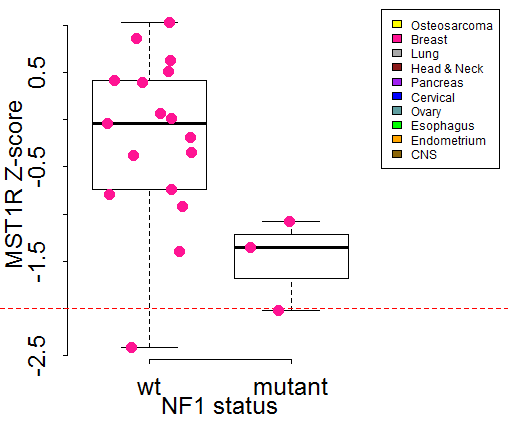 MST1R Z-score
0.5
-0.5
-1.5
-2.5
wt
mutant
NF1 status
Osteosarcoma
Breast
Lung
Head & Neck
Pancreas
Cervical
Ovary
Esophagus
Endometrium
CNS